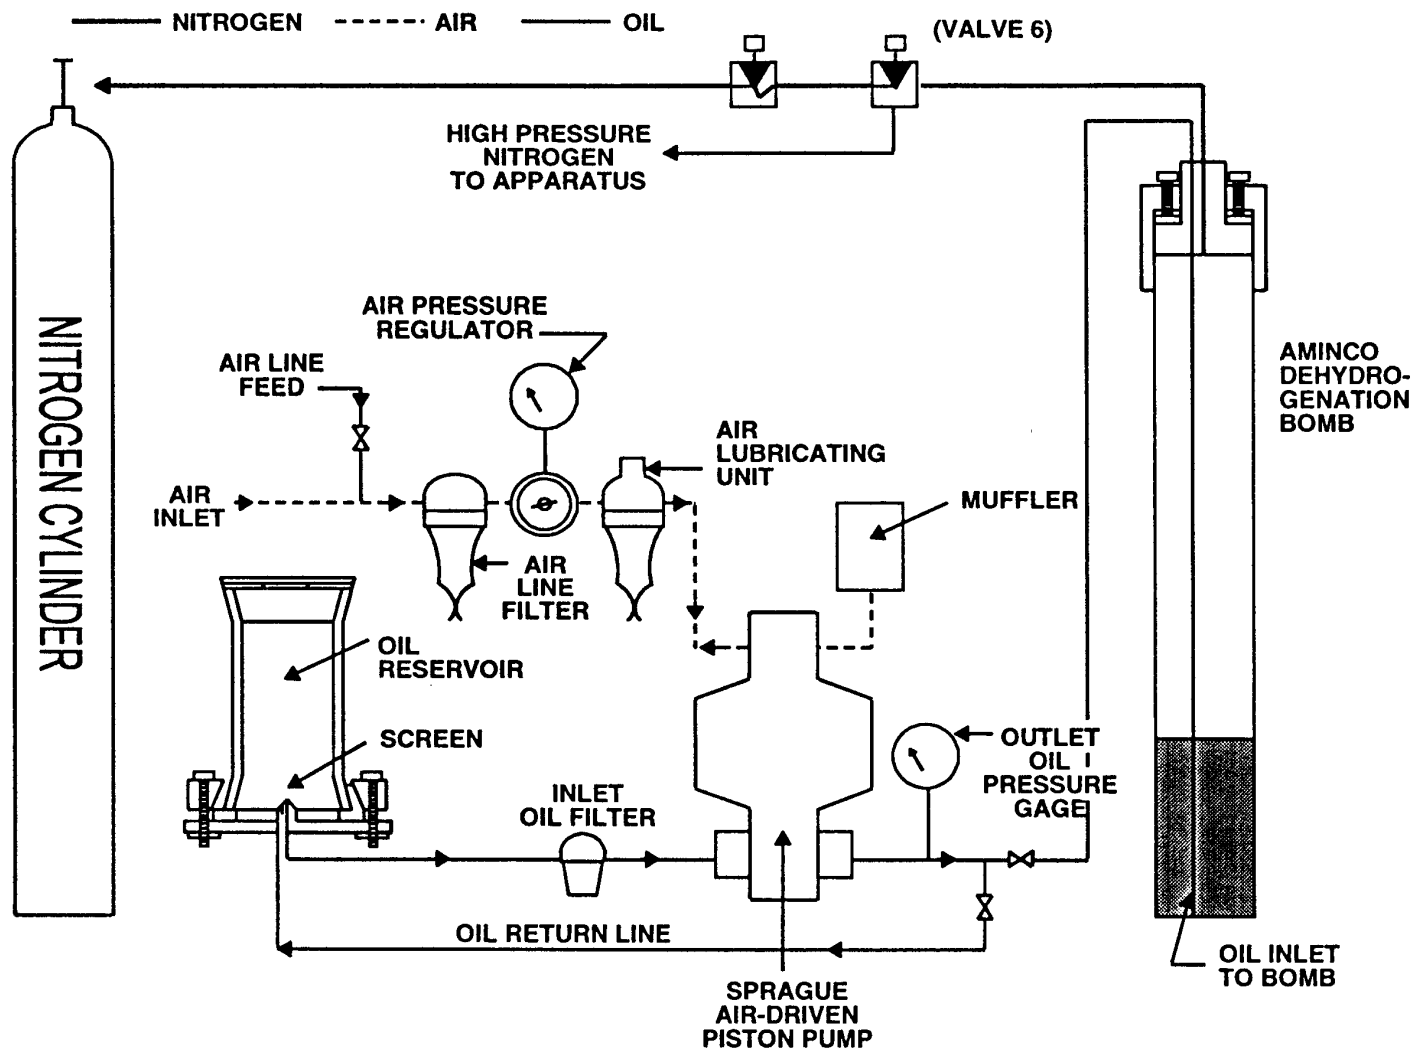 NITROGEN
AIR
OIL
(VALVE 6)
HIGH PRESSURE
NITROGEN
TO APPARATUS
NITROGEN CYLINDER
AIR PRESSURE
REGULATOR
AIR LINE
FEED
AIR
INLET
AIR
LUBRICATING
UNIT
AIR
LINE
FILTER
MUFFLER
AMINCO
DEHYDRO-
GENATION
BOMB
OIL
RESERVOIR
SCREEN
INLET
OIL FILTER
OUTLET
OIL
PRESSURE
GAGE
OIL RETURN LINE
SPRAGUE
AIR-DRIVEN
PISTON PUMP
OIL INLET
TO BOMB